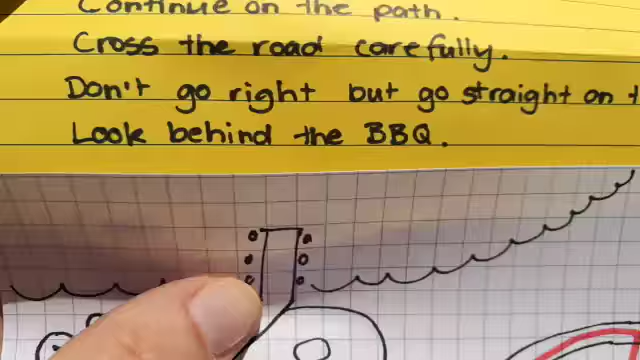 Continue on the path.
Cross the road carefully.
Don't go right but go straight on
Look behind the BBQ.